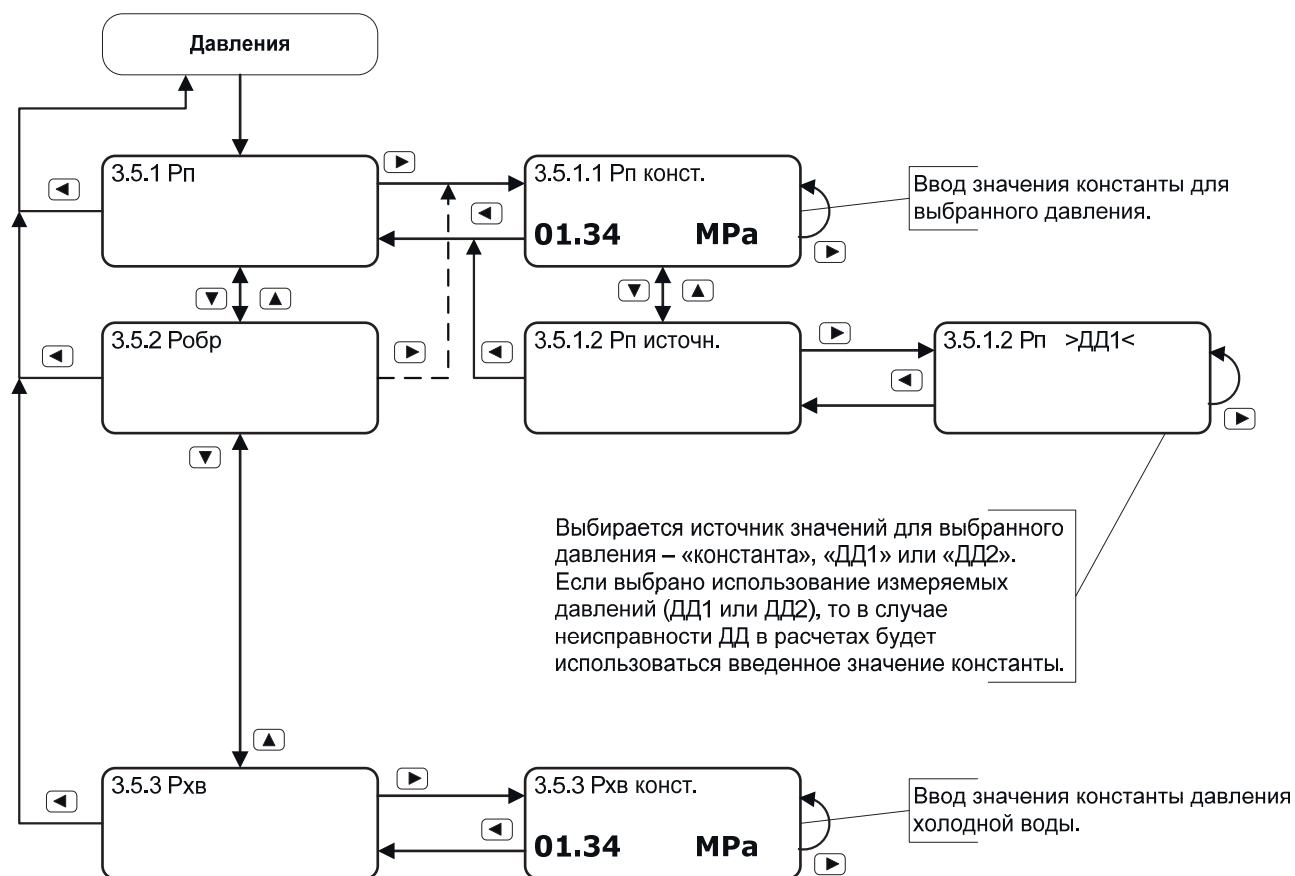 Давления
3.5.1 Рп
3.5.1.1 Рп конст.
01.34 MPa
Ввод значения константы для
выбранного давления.
3.5.2 Робр
3.5.1.2 Рп источн.
3.5.1.2 Рп >ДД1<
Выбирается источник значений для выбранного
давления – «константа», «ДД1» или «ДД2».
Если выбрано использование измеряемых
давлений (ДД1 или ДД2), то в случае
неисправности ДД в расчетах будет
использоваться введенное значение константы.
3.5.3 Рхв
3.5.3 Рхв конст.
01.34 MPa
Ввод значения константы давления
холодной воды.